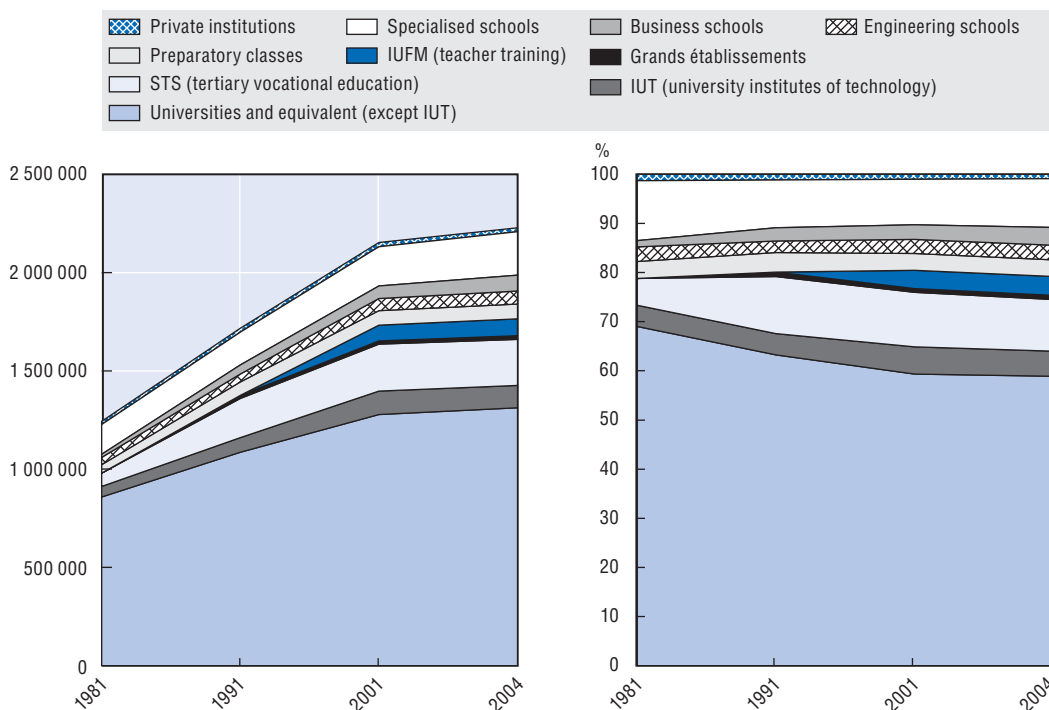 Private institutions Specialised schools Business schools Engineering schools
Preparatory classes IUFM (teacher training) Grands établissements
STS (tertiary vocational education) IUT (university institutes of technology)
Universities and equivalent (except IUT)
2 500 000
2 000 000
1 500 000
1 000 000
500 000
0
1981 1991 2001 2004
%
100
90
80
70
60
50
40
30
20
10
0
1981 1991 2001 2004